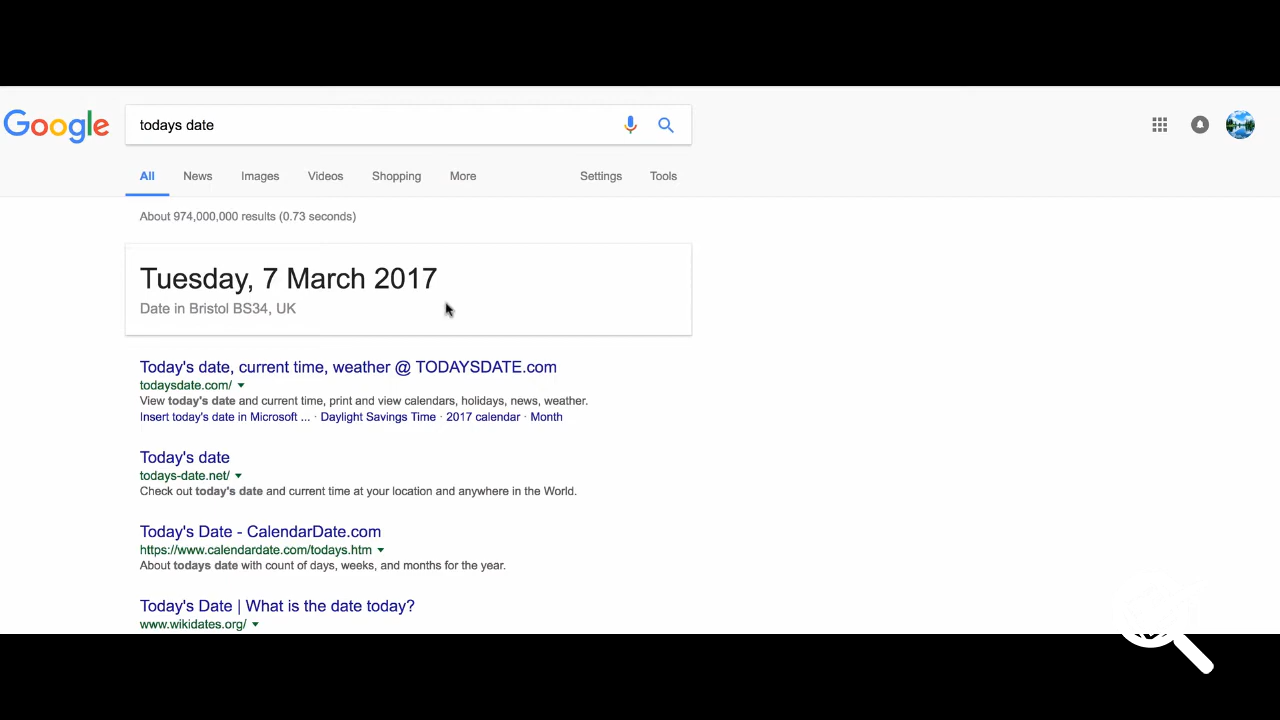 Google
todays date
All News Images Videos Shopping More Settings Tools
About 974,000,000 results (0.73 seconds)
Tuesday, 7 March 2017
Date in Bristol BS34, UK
Today's date, current time, weather @ TODAYSDATE.com
todaysdate.com/
View today's date and current time, print and view calendars, holidays, news, weather.
Insert today's date in Microsoft ... · Daylight Savings Time · 2017 calendar · Month
Today's date
todays-date.net/
Check out today's date and current time at your location and anywhere in the World.
Today's Date - CalendarDate.com
https://www.calendardate.com/todays.htm
About todays date with count of days, weeks, and months for the year.
Today's Date | What is the date today?
www.wikidates.org/